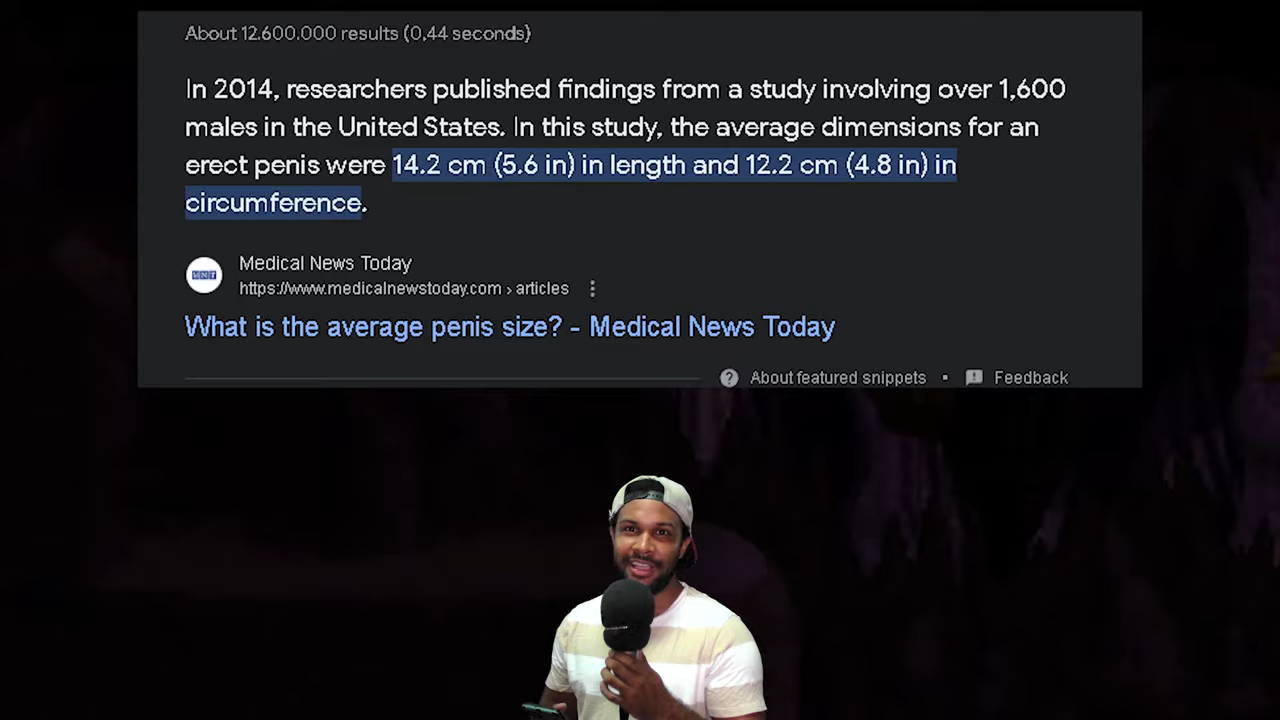 About 12.600.000 results (0,44 seconds)
In 2014, researchers published findings from a study involving over 1,600
males in the United States. In this study, the average dimensions for an
erect penis were 14.2 cm (5.6 in) in length and 12.2 cm (4.8 in) in
circumference.
MNT
Medical News Today
https://www.medicalnewstoday.com › articles
What is the average penis size? - Medical News Today
About featured snippets ▪ Feedback